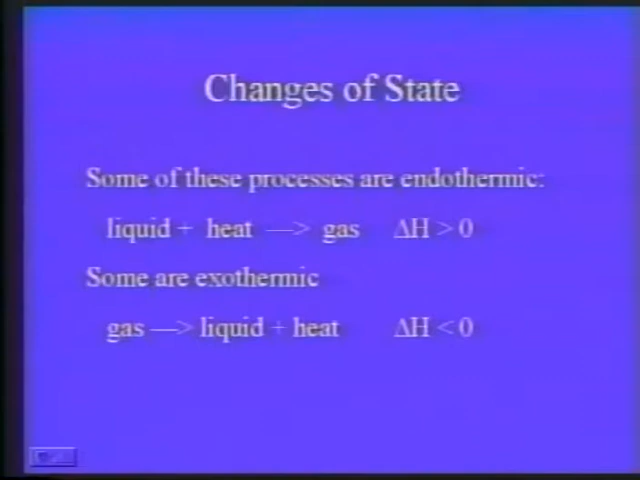 Changes of State
Some of these processes are endothermic:
liquid + heat —> gas ΔH > 0
Some are exothermic
gas —> liquid + heat ΔH < 0